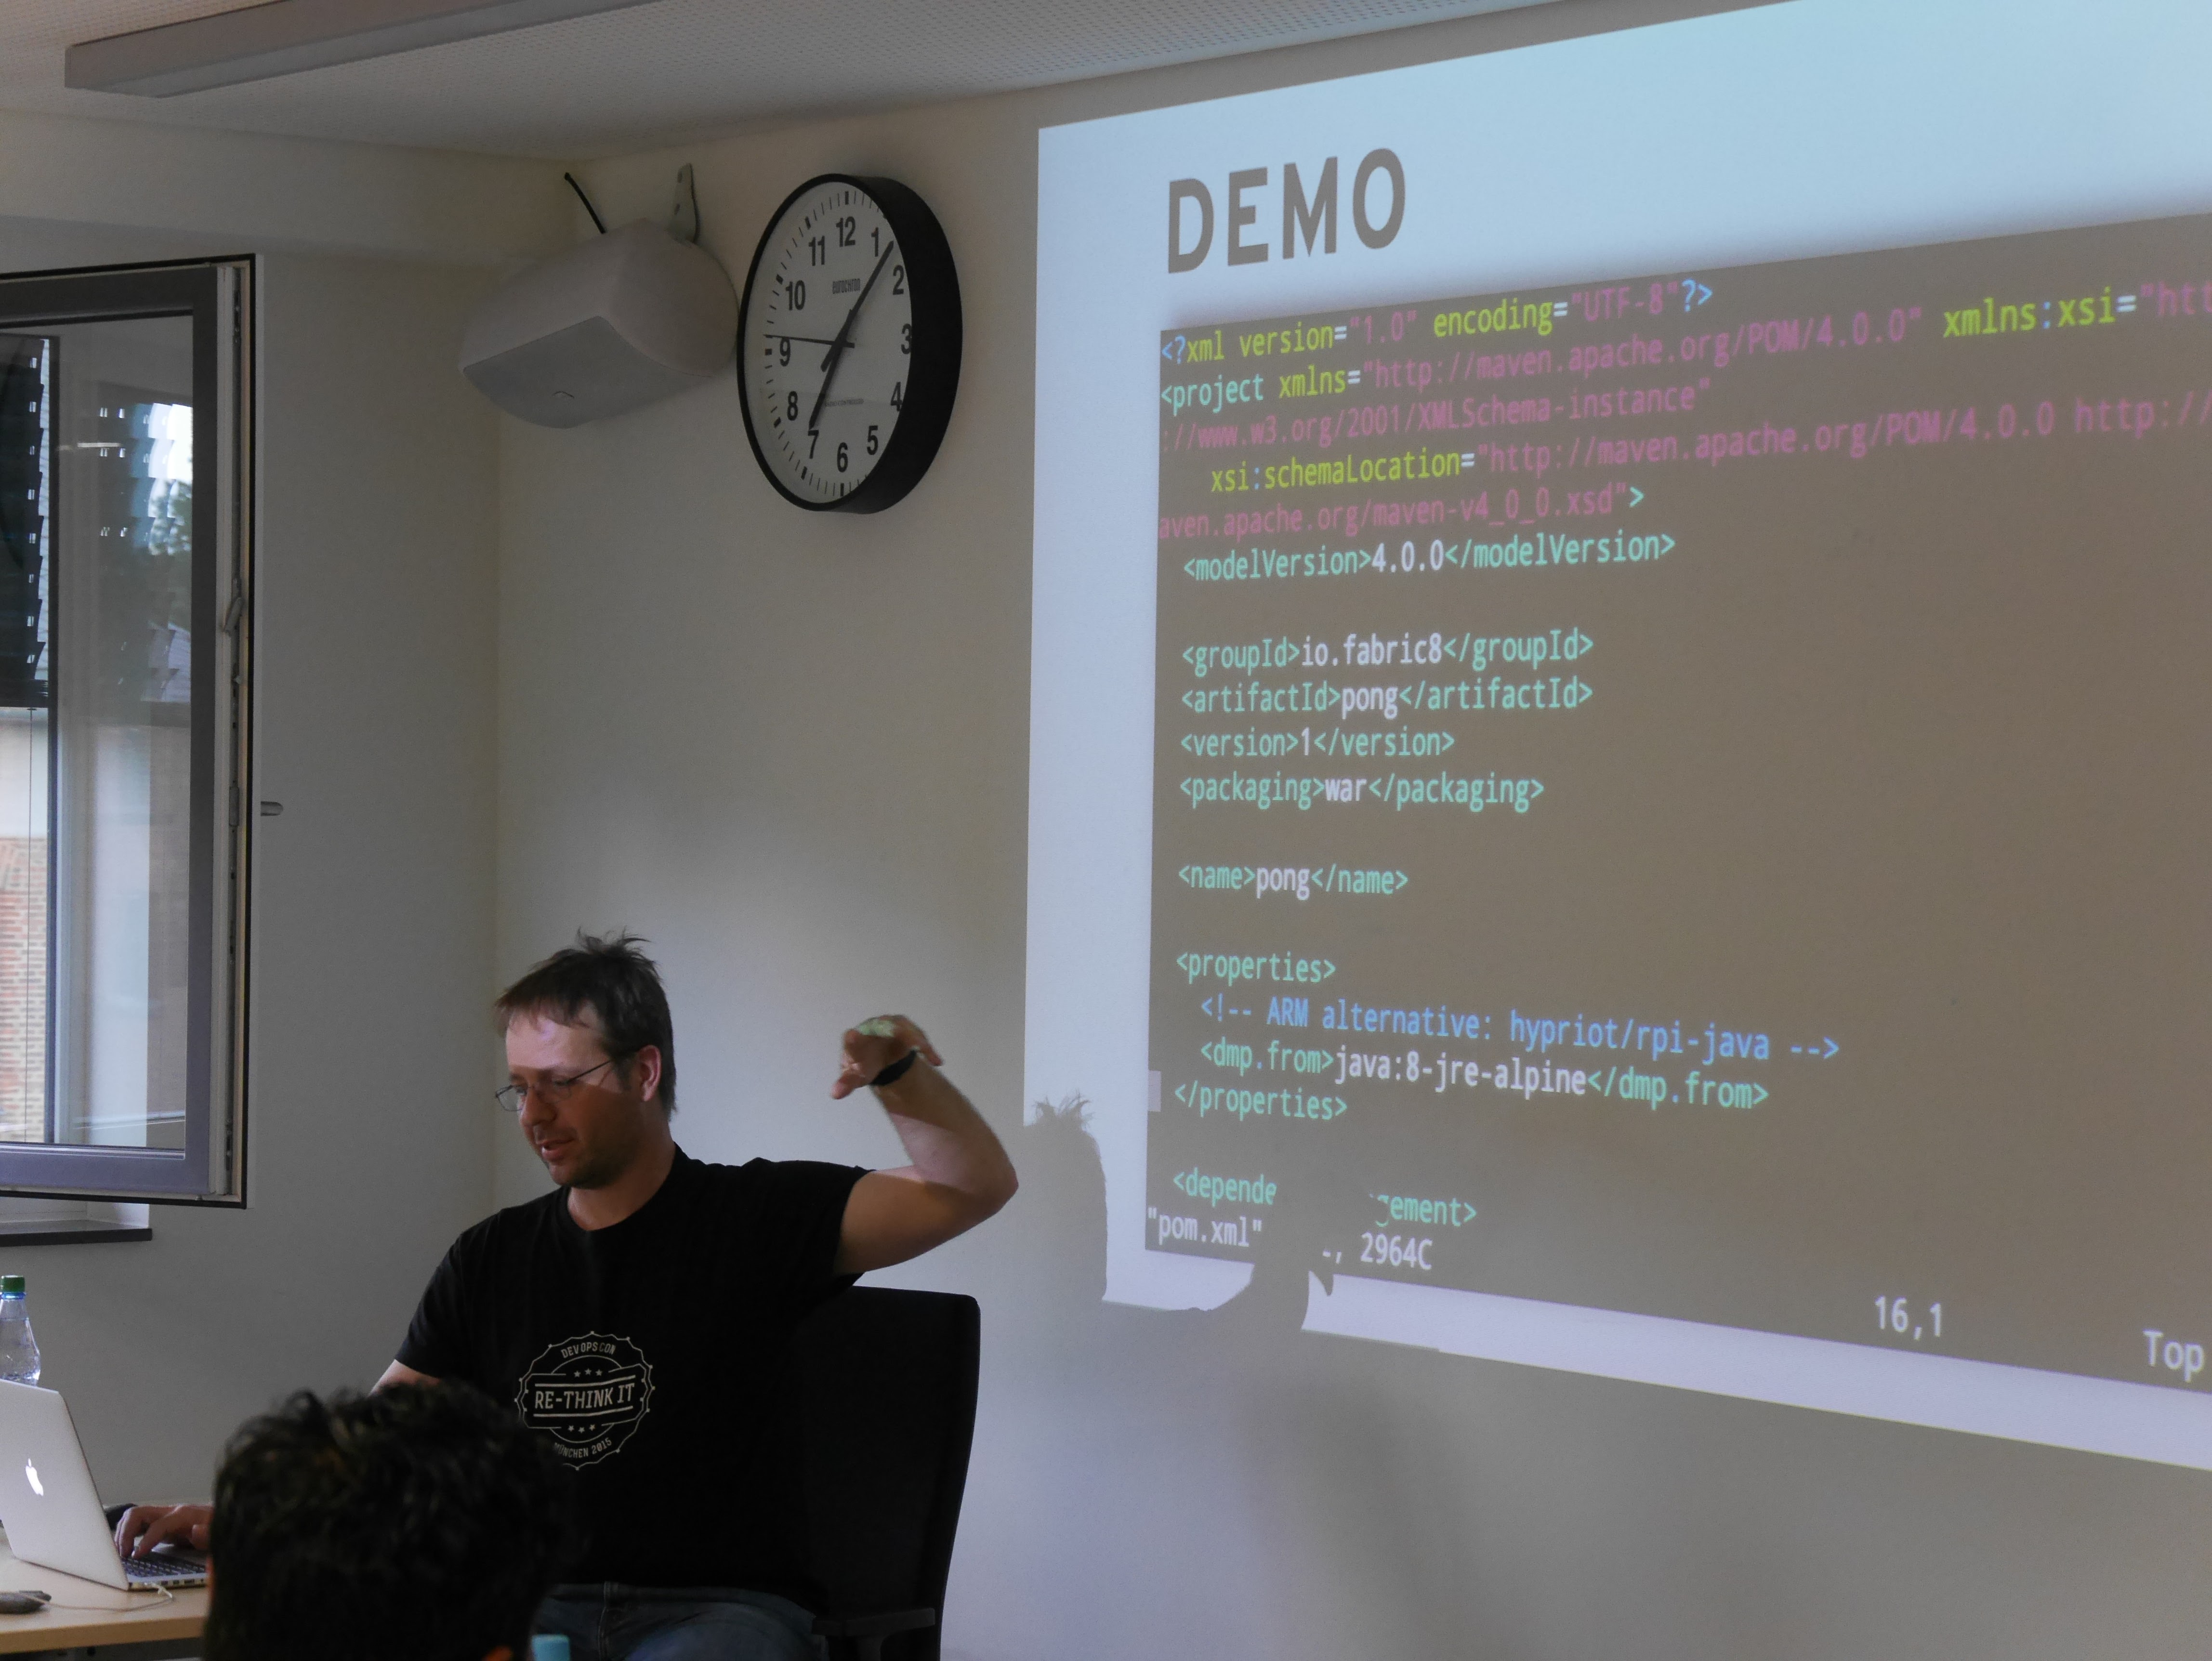 DEMO
<?xml version="1.0" encoding="UTF-8"?>
<project xmlns="http://maven.apache.org/POM/4.0.0" xmlns:xsi="htt
://www.w3.org/2001/XMLSchema-instance"
xsi:schemaLocation="http://maven.apache.org/POM/4.0.0 http://
aven.apache.org/maven-v4_0_0.xsd">
<modelVersion>4.0.0</modelVersion>
<groupId>io.fabric8</groupId>
<artifactId>pong</artifactId>
<version>1</version>
<packaging>war</packaging>
<name>pong</name>
<properties>
<!-- ARM alternative: hypriot/rpi-java -->
<dmp.from>java:8-jre-alpine</dmp.from>
</properties>
<depende gement>
"pom.xml" , 2964C
16,1 Top
12
1
2
3
4
5
6
7
8
9
10
11
eurochron
DEVOPSCON
RE-THINK IT
MÜNCHEN 2015